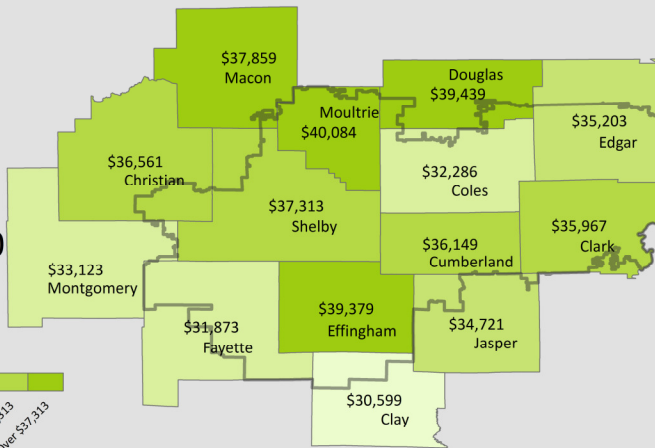 $37,859
Macon
Douglas
$39,439
Moultrie
$40,084
$35,203
Edgar
$36,561
Christian
$32,286
Coles
$37,313
Shelby
$35,967
Clark
$36,149
Cumberland
$33,123
Montgomery
$39,379
Effingham
$31,873
Fayette
$34,721
Jasper
$30,599
Clay
$37,313